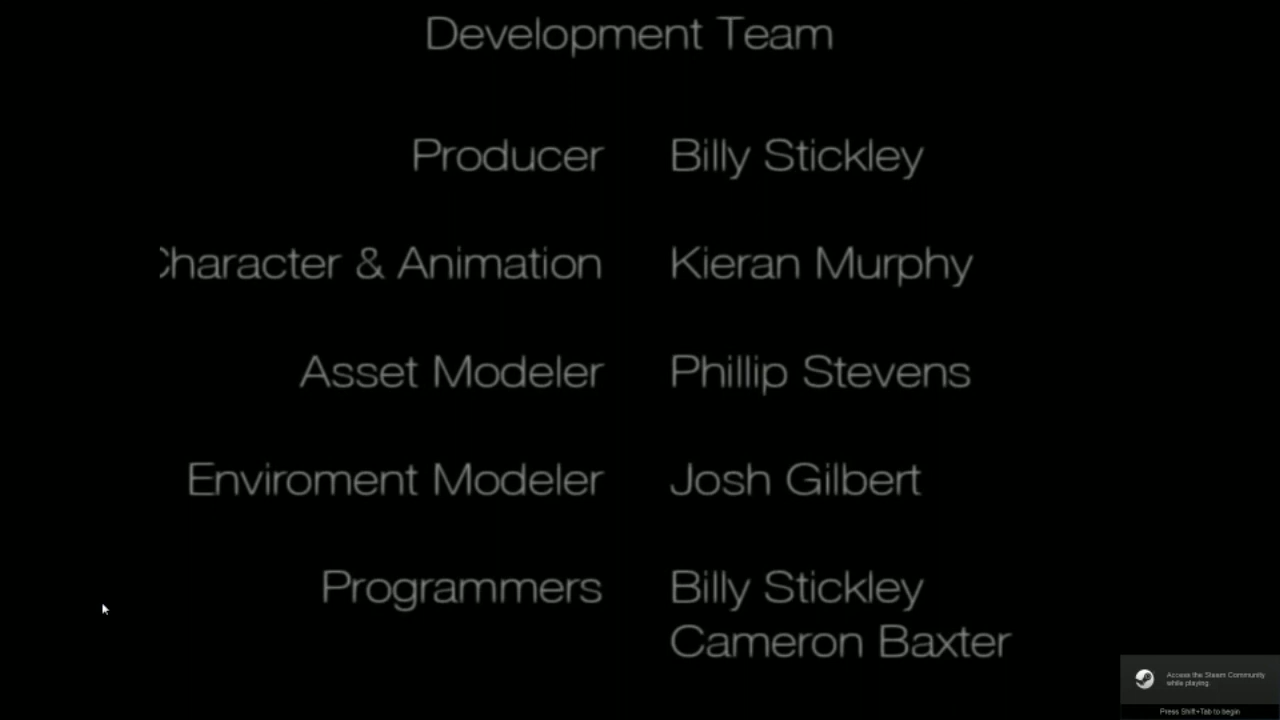 Development Team
Producer Billy Stickley
Character & Animation Kieran Murphy
Asset Modeler Phillip Stevens
Enviroment Modeler Josh Gilbert
Programmers Billy Stickley
Cameron Baxter
Access the Steam Community
while playing.
Press Shift+Tab to begin